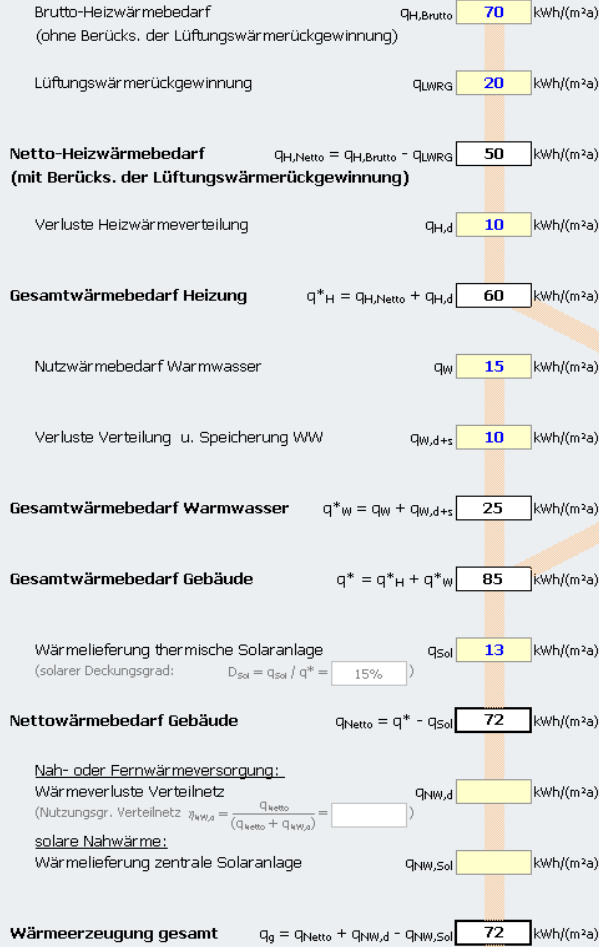 Brutto-Heizwärmebedarf qH,Brutto 70 kWh/(m²a)
(ohne Berücks. der Lüftungswärmerückgewinnung)
Lüftungswärmerückgewinnung qLWRG 20 kWh/(m²a)
Netto-Heizwärmebedarf qH,Netto = qH,Brutto - qLWRG 50 kWh/(m²a)
(mit Berücks. der Lüftungswärmerückgewinnung)
Verluste Heizwärmeverteilung qH,d 10 kWh/(m²a)
Gesamtwärmebedarf Heizung q*H = qH,Netto + qH,d 60 kWh/(m²a)
Nutzwärmebedarf Warmwasser qW 15 kWh/(m²a)
Verluste Verteilung u. Speicherung WW qW,d+s 10 kWh/(m²a)
Gesamtwärmebedarf Warmwasser q*W = qW + qW,d+s 25 kWh/(m²a)
Gesamtwärmebedarf Gebäude q* = q*H + q*W 85 kWh/(m²a)
Wärmelieferung thermische Solaranlage qSol 13 kWh/(m²a)
(solarer Deckungsgrad: DSol = qSol / q* = 15% )
Nettowärmebedarf Gebäude qNetto = q* - qSol 72 kWh/(m²a)
Nah- oder Fernwärmeversorgung:
Wärmeverluste Verteilnetz qNW,d kWh/(m²a)
(Nutzungsgr. Verteilnetz ηNW,a = qNetto / (qNetto + qNW,d) = )
solare Nahwärme:
Wärmelieferung zentrale Solaranlage qNW,Sol kWh/(m²a)
Wärmeerzeugung gesamt qg = qNetto + qNW,d - qNW,Sol 72 kWh/(m²a)